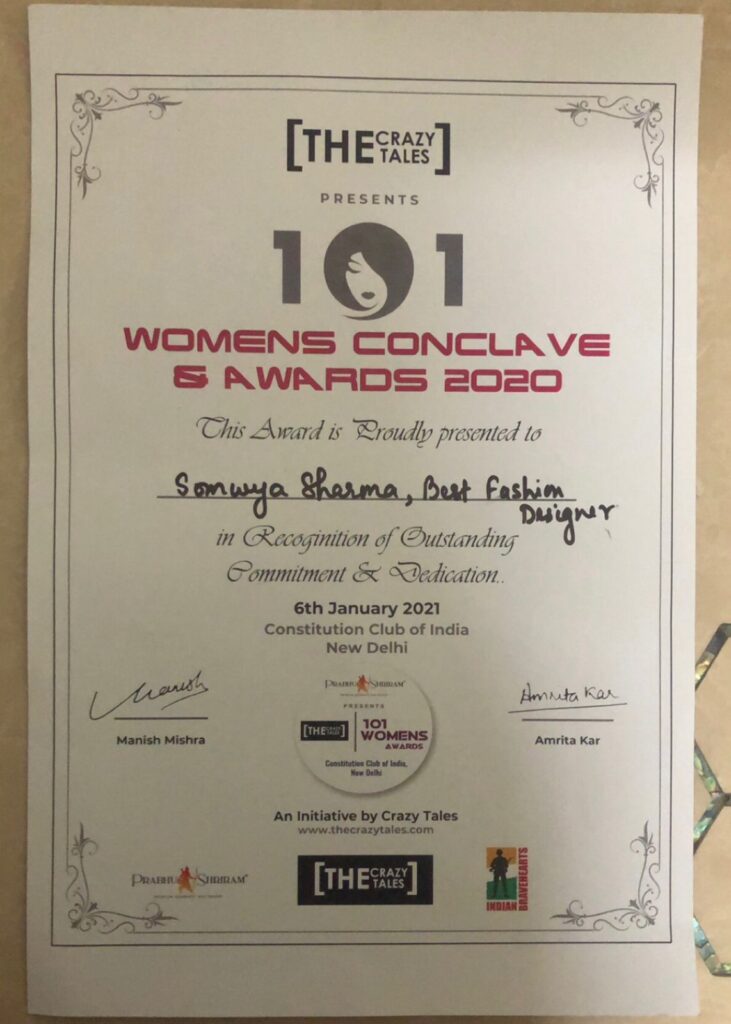 [THE CRAZY TALES]
PRESENTS
101
WOMENS CONCLAVE
& AWARDS 2020
This Award is Proudly presented to
Somwya Sharma, Best Fashion
Designer
in Recoginition of Outstanding
Commitment & Dedication..
6th January 2021
Constitution Club of India
New Delhi
Manish
Manish Mishra
Amrita Kar
Amrita Kar
PRABHU SHRIRAM
PRESENTS
[THE CRAZY TALES]
101
WOMENS
AWARDS
Constitution Club of India,
New Delhi
An Initiative by Crazy Tales
www.thecrazytales.com
PRABHU SHRIRAM
[THE CRAZY TALES]
INDIAN
BRAVEHEARTS